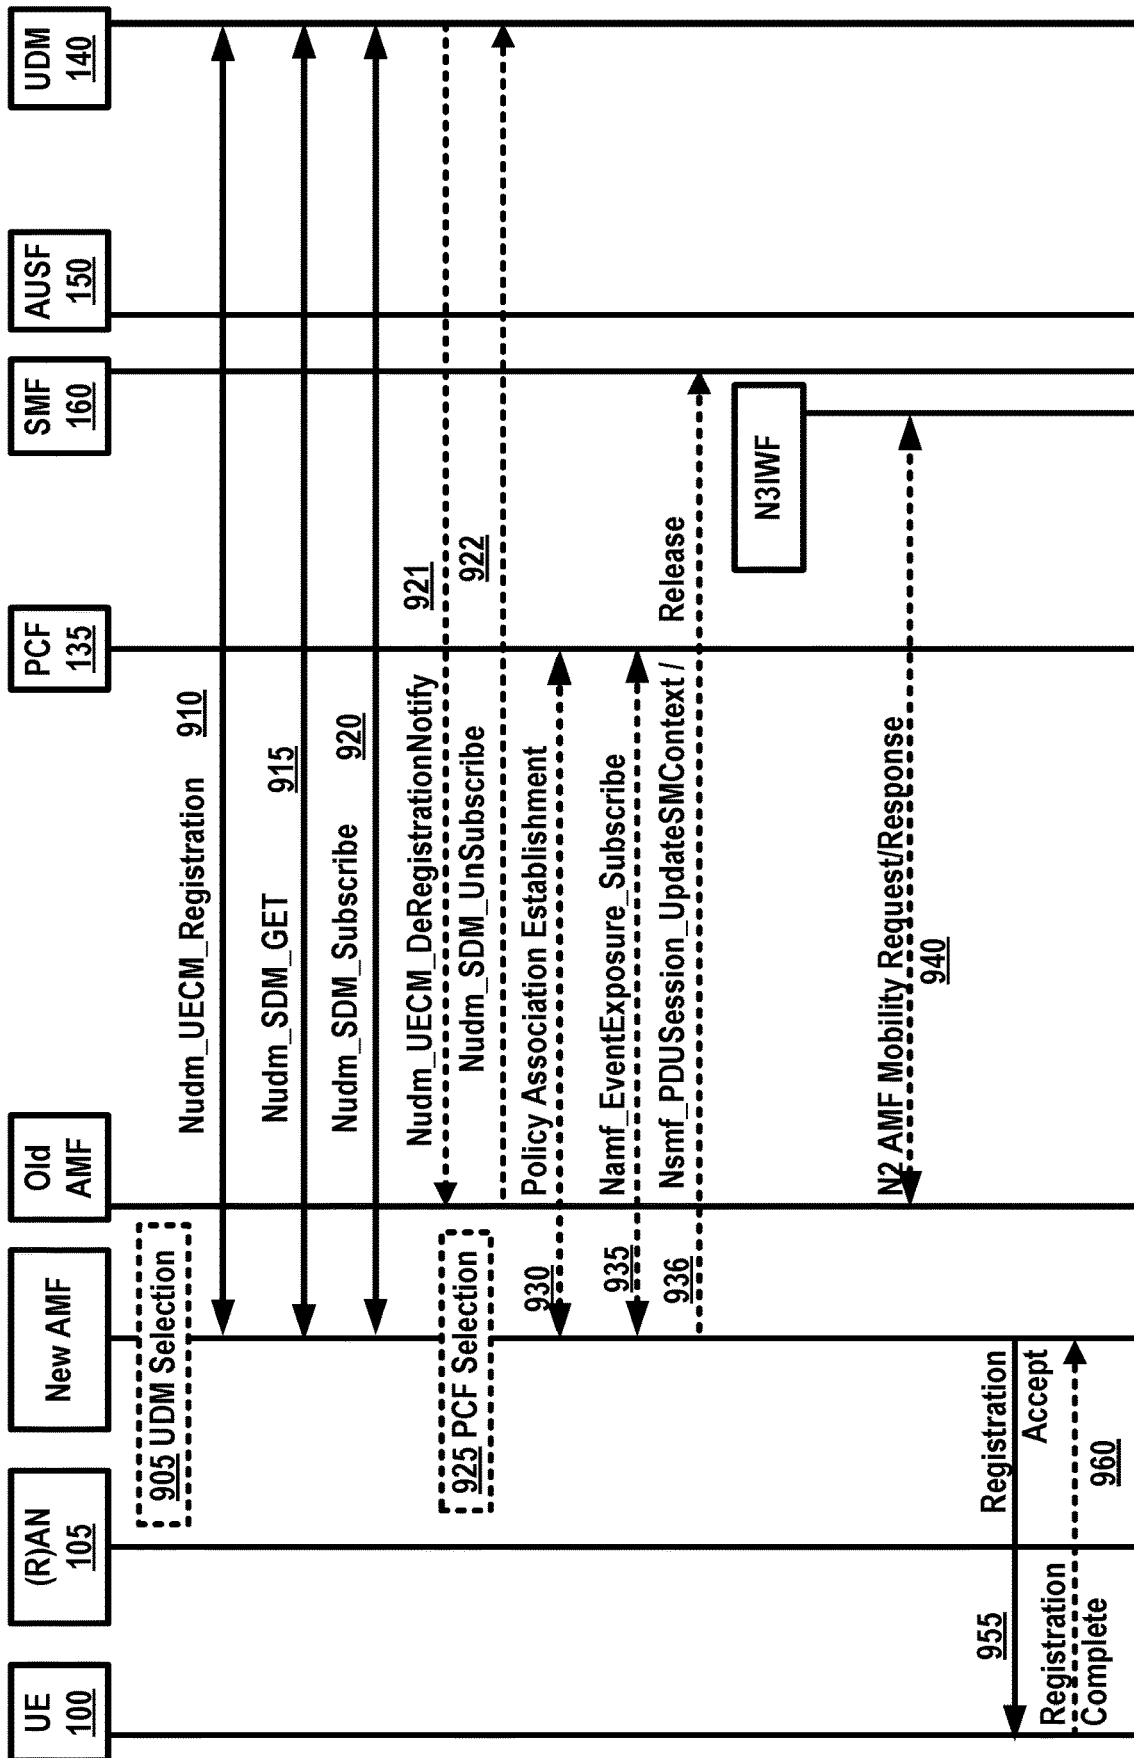 UE
100
(R)AN
105
New AMF
Old
AMF
PCF
135
SMF
160
AUSF
150
UDM
140
905 UDM Selection
Nudm_UECM_Registration
910
Nudm_SDM_GET
915
Nudm_SDM_Subscribe
920
Nudm_UECM_DeRegistrationNotify
921
925 PCF Selection
Nudm_SDM_UnSubscribe
922
Policy Association Establishment
930
Namf_EventExposure_Subscribe
935
Nsmf_PDUSession_UpdateSMContext / Release
936
N3IWF
N2 AMF Mobility Request/Response
940
955
Registration
Accept
Registration
Complete
960